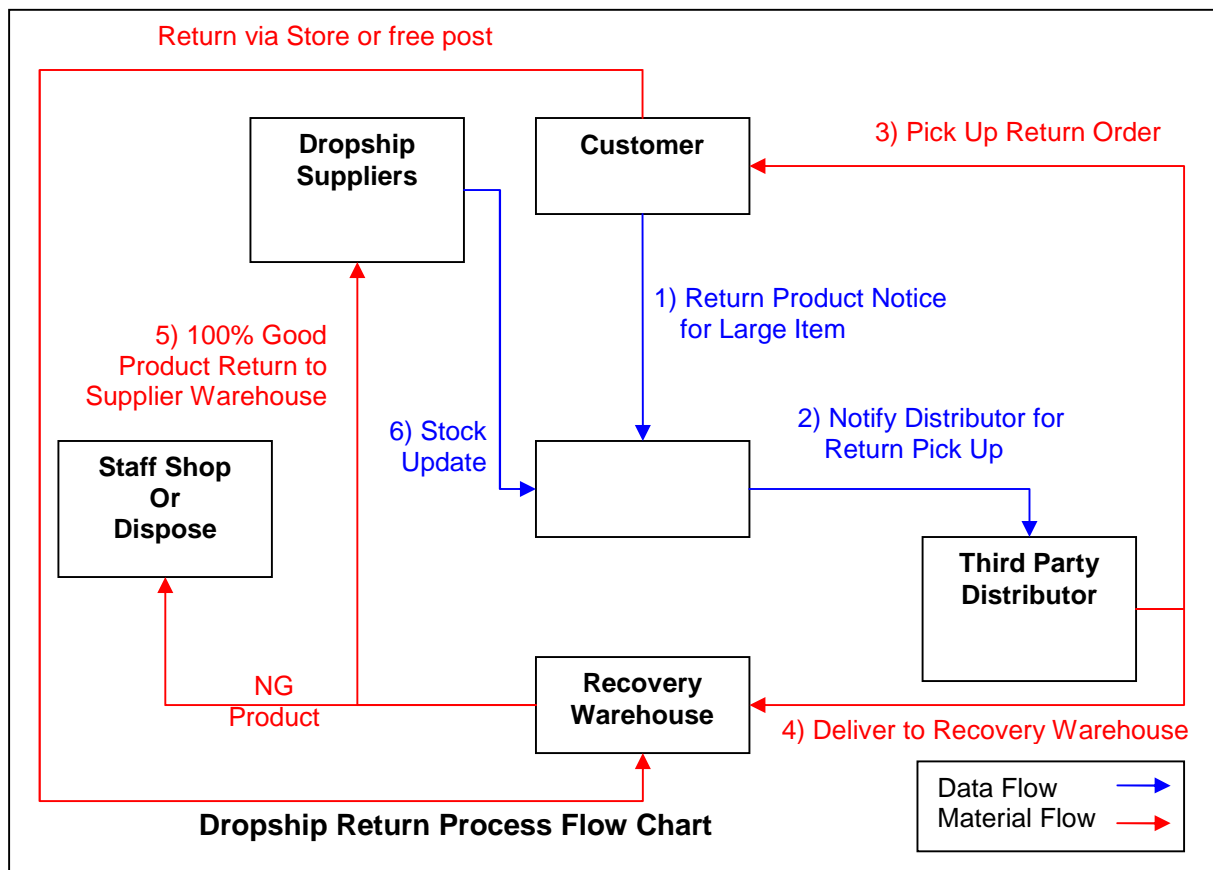 Return via Store or free post
Dropship
Suppliers
Customer
3) Pick Up Return Order
1) Return Product Notice
for Large Item
5) 100% Good
Product Return to
Supplier Warehouse
6) Stock
Update
2) Notify Distributor for
Return Pick Up
Staff Shop
Or
Dispose
Third Party
Distributor
NG
Product
Recovery
Warehouse
4) Deliver to Recovery Warehouse
Data Flow
Material Flow
Dropship Return Process Flow Chart